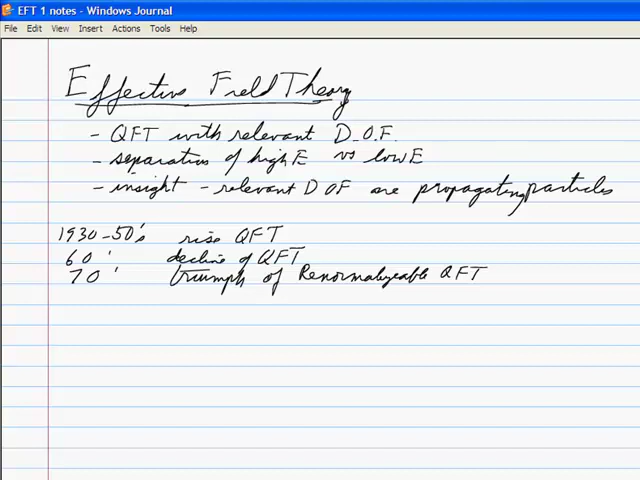 EFT 1 notes - Windows Journal
File Edit View Insert Actions Tools Help
Effective Field Theory
- QFT with relevant D.O.F.
- separation of high E vs low E
- insight - relevant DOF are propagating particles
1930-50's rise QFT
60' decline of QFT
70' triumph of Renormalizeable QFT